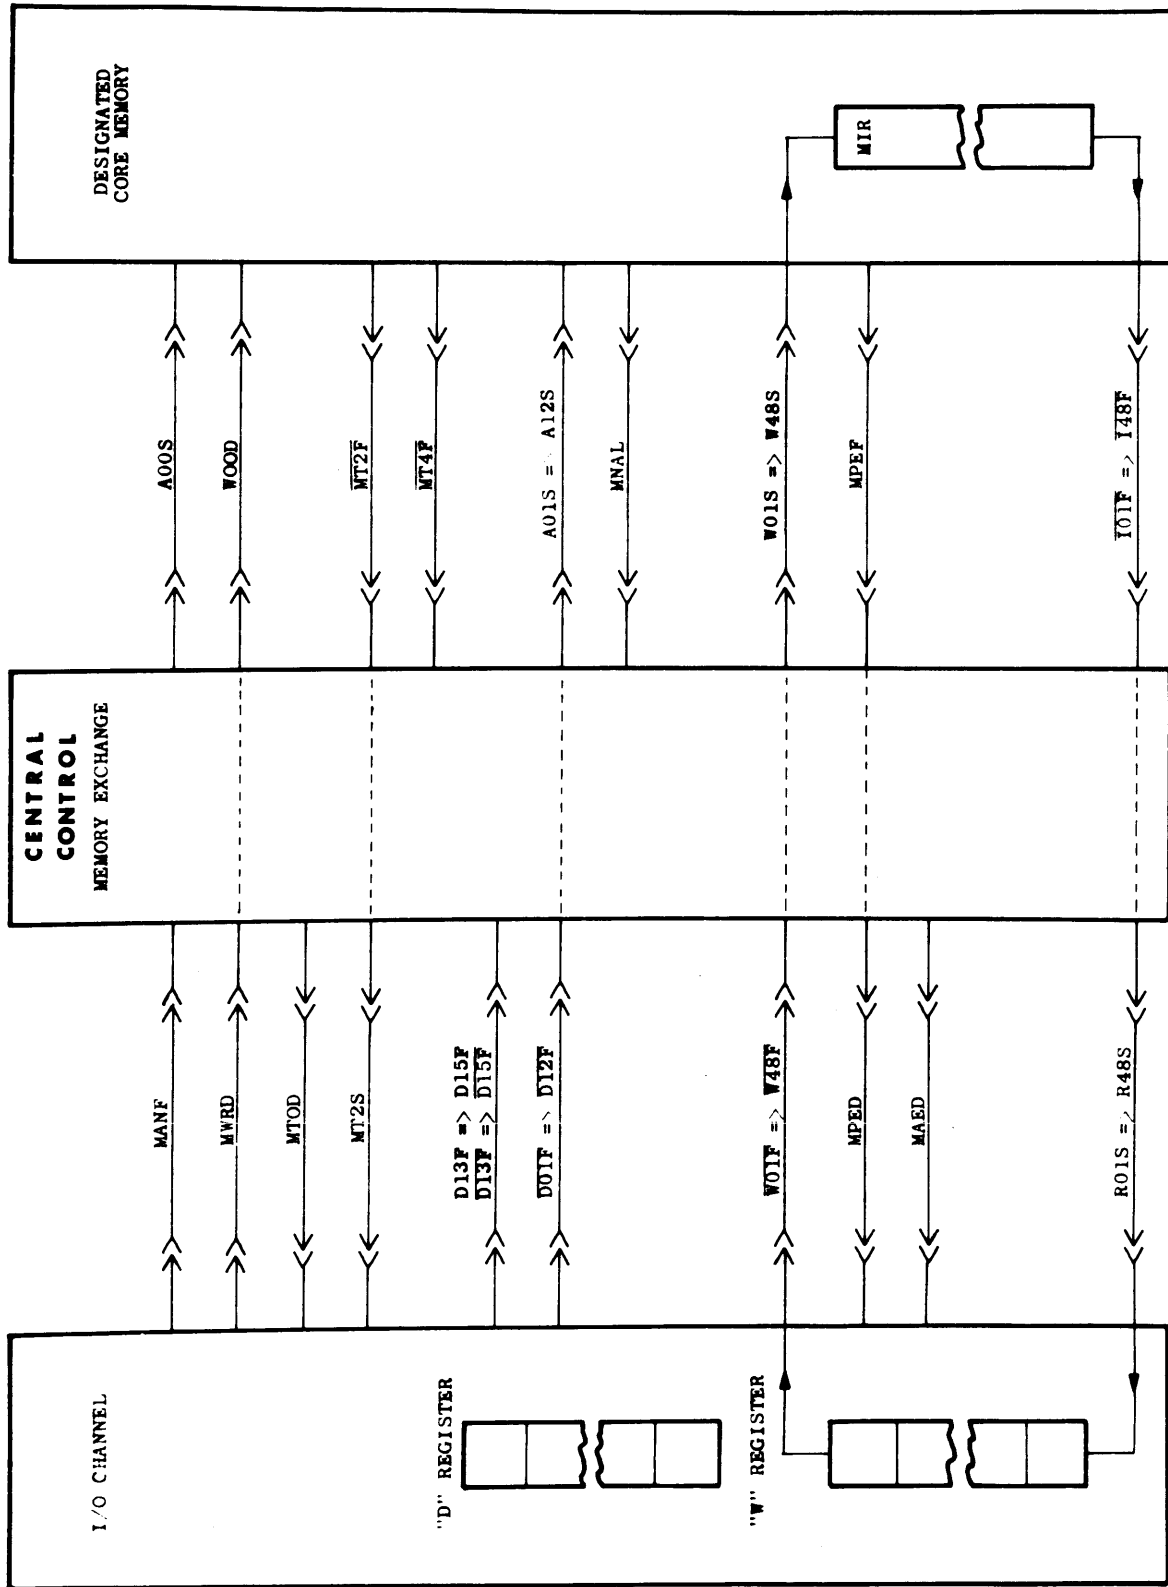 I/O CHANNEL
"D" REGISTER
"W" REGISTER
MANF
MWRD
MTOD
MT2S
D13F => D15F
D13F => D15F
D01F => D12F
W01F => W48F
MPED
MAED
R01S => R48S
CENTRAL
CONTROL
MEMORY EXCHANGE
A00S
WOOD
MT2F
MT4F
A01S => A12S
MNAL
W01S => W48S
MPEF
I01F => I48F
DESIGNATED
CORE MEMORY
MIR